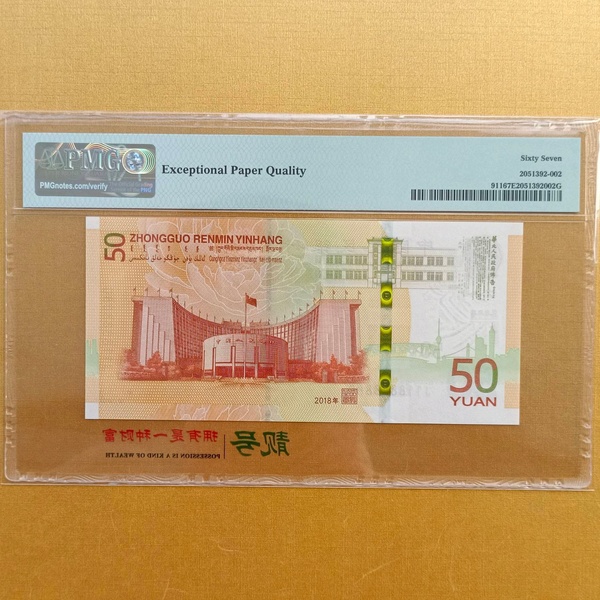 PMG
PMGnotes.com/verify
Exceptional Paper Quality
Sixty Seven
2051392-002
91167E2051392002G
50
ZHONGGUO RENMIN YINHANG
2018年
50
YUAN
拥有是一种财富
POSSESSION IS A KIND OF WEALTH
靓号